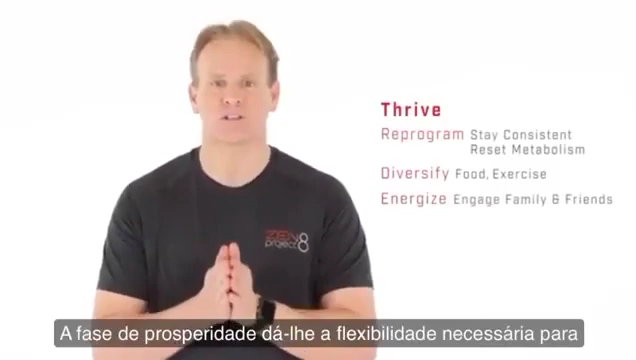 Thrive
Reprogram Stay Consistent
Reset Metabolism
Diversify Food, Exercise
Energize Engage Family & Friends
ZEN
project 8
A fase de prosperidade dá-lhe a flexibilidade necessária para